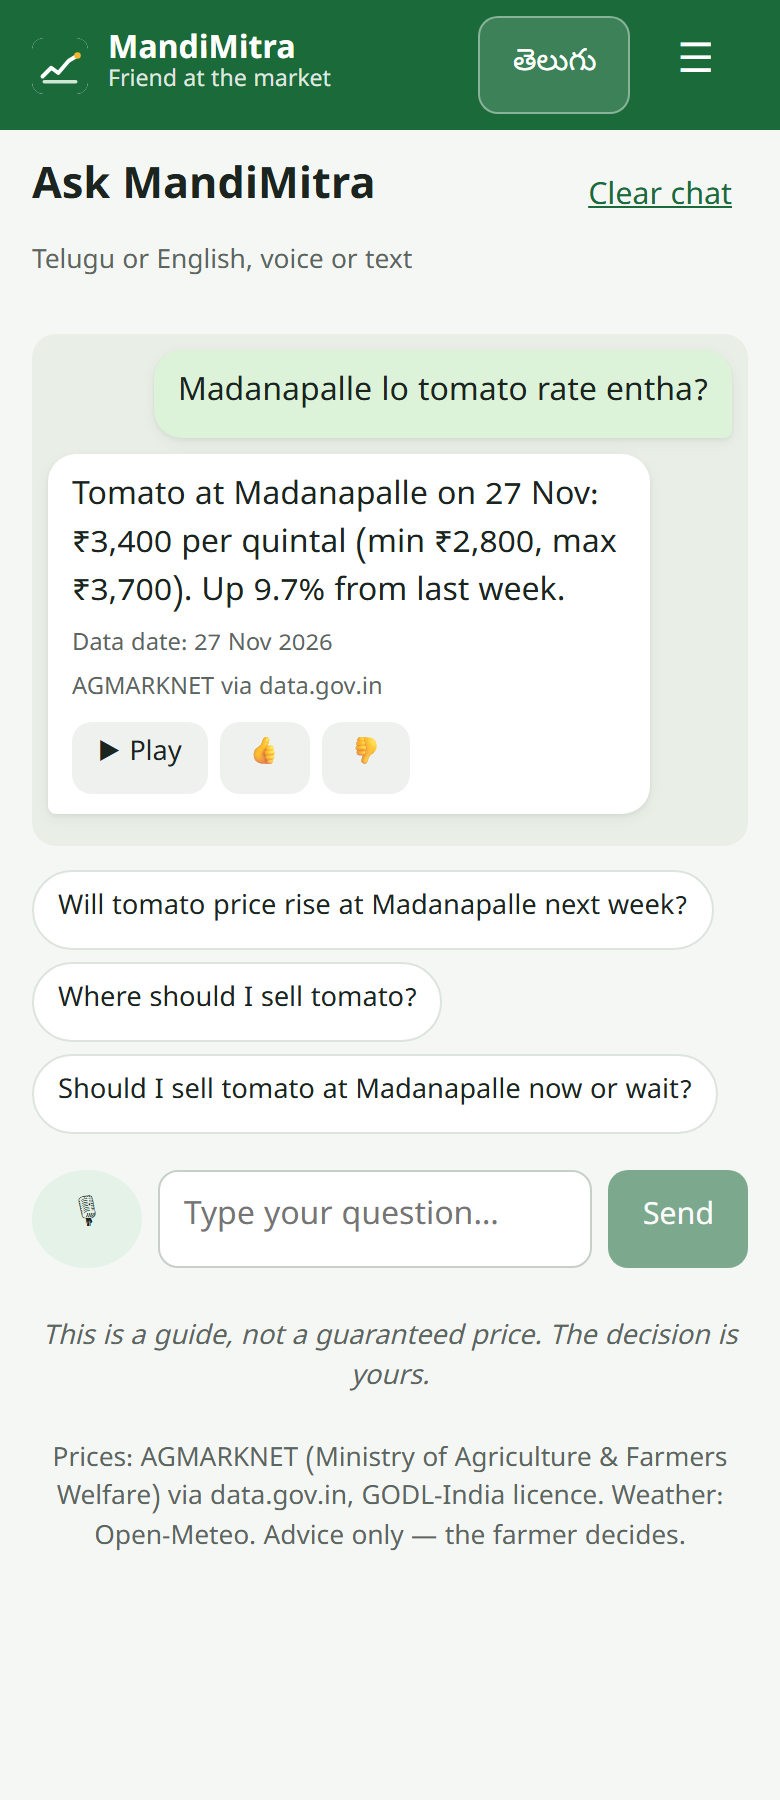 MandiMitra
Friend at the market
తెలుగు
Ask MandiMitra
Clear chat
Telugu or English, voice or text
Madanapalle lo tomato rate entha?
Tomato at Madanapalle on 27 Nov:
₹3,400 per quintal (min ₹2,800, max
₹3,700). Up 9.7% from last week.
Data date: 27 Nov 2026
AGMARKNET via data.gov.in
▶ Play
Will tomato price rise at Madanapalle next week?
Where should I sell tomato?
Should I sell tomato at Madanapalle now or wait?
Type your question...
Send
This is a guide, not a guaranteed price. The decision is
yours.
Prices: AGMARKNET (Ministry of Agriculture & Farmers
Welfare) via data.gov.in, GODL-India licence. Weather:
Open-Meteo. Advice only — the farmer decides.